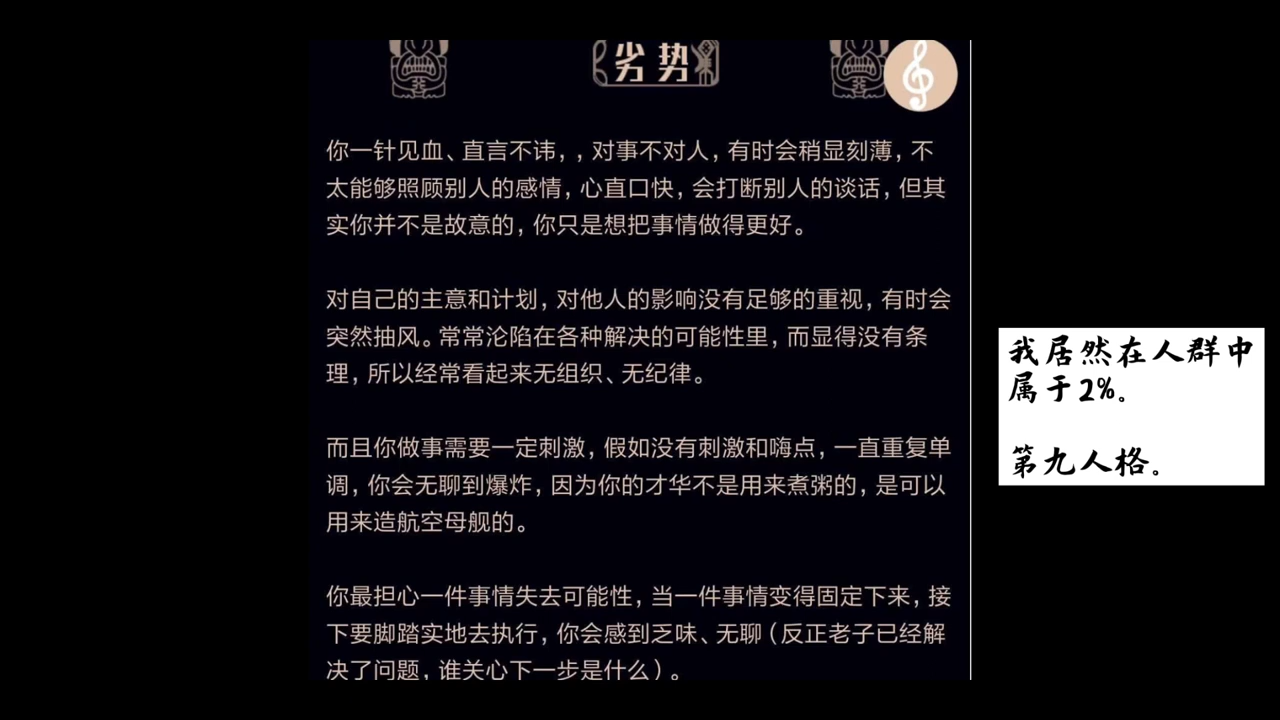 劣势
你一针见血、直言不讳，，对事不对人，有时会稍显刻薄，不
太能够照顾别人的感情，心直口快，会打断别人的谈话，但其
实你并不是故意的，你只是想把事情做得更好。
对自己的主意和计划，对他人的影响没有足够的重视，有时会
突然抽风。常常沦陷在各种解决的可能性里，而显得没有条
理，所以经常看起来无组织、无纪律。
而且你做事需要一定刺激，假如没有刺激和嗨点，一直重复单
调，你会无聊到爆炸，因为你的才华不是用来煮粥的，是可以
用来造航空母舰的。
你最担心一件事情失去可能性，当一件事情变得固定下来，接
下要脚踏实地去执行，你会感到乏味、无聊（反正老子已经解
决了问题，谁关心下一步是什么）。
我居然在人群中
属于2%。
第九人格。